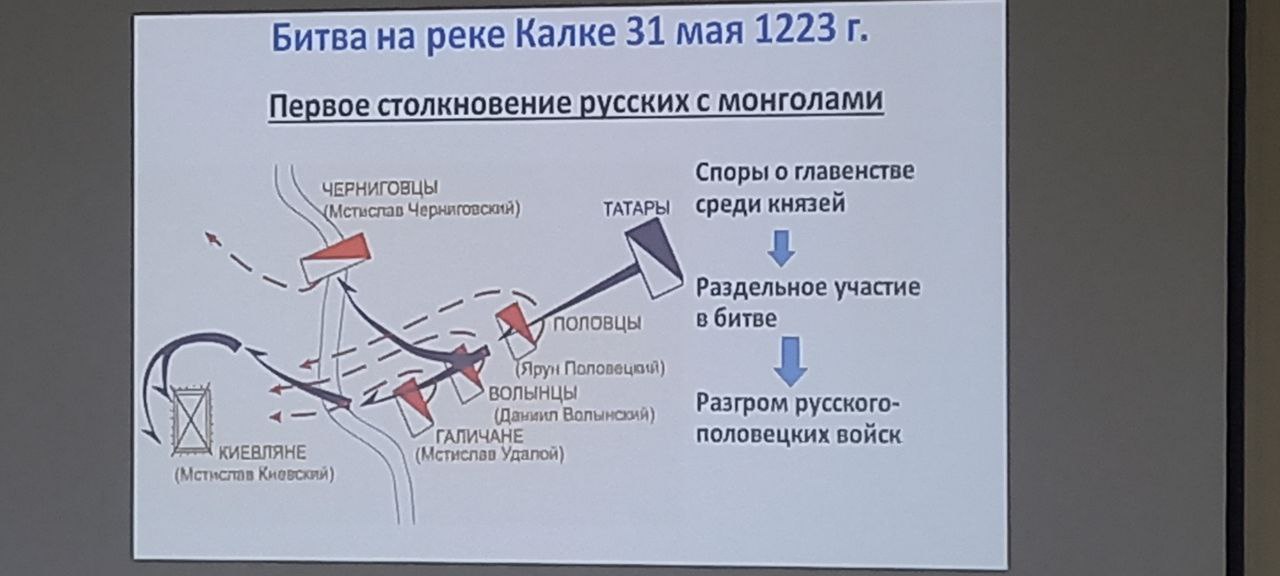 Битва на реке Калке 31 мая 1223 г.
Первое столкновение русских с монголами
ЧЕРНИГОВЦЫ
(Мстислав Черниговский)
ТАТАРЫ
ПОЛОВЦЫ
(Ярун Половецкий)
ВОЛЫНЦЫ
(Даниил Волынский)
ГАЛИЧАНЕ
(Мстислав Удалой)
КИЕВЛЯНЕ
(Мстислав Киевский)
Споры о главенстве
среди князей
Раздельное участие
в битве
Разгром русского-
половецких войск